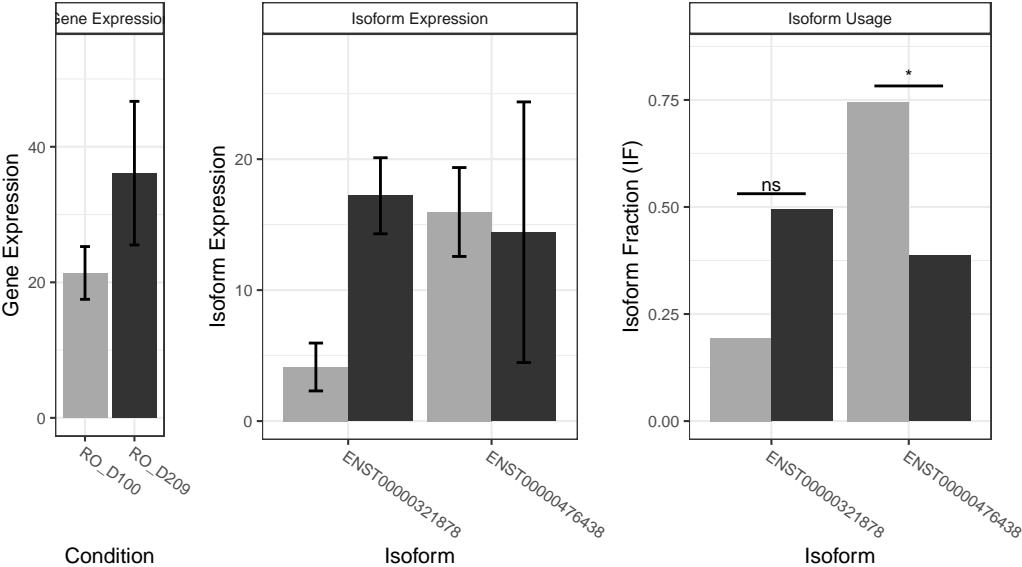 Gene Expression
Isoform Expression
Isoform Usage
Gene Expression
40
20
0
RO_D100
RO_D209
Condition
Isoform Expression
20
10
0
ENST00000321878
ENST00000476438
Isoform
Isoform Fraction (IF)
0.75
0.50
0.25
0.00
ns
*
ENST00000321878
ENST00000476438
Isoform